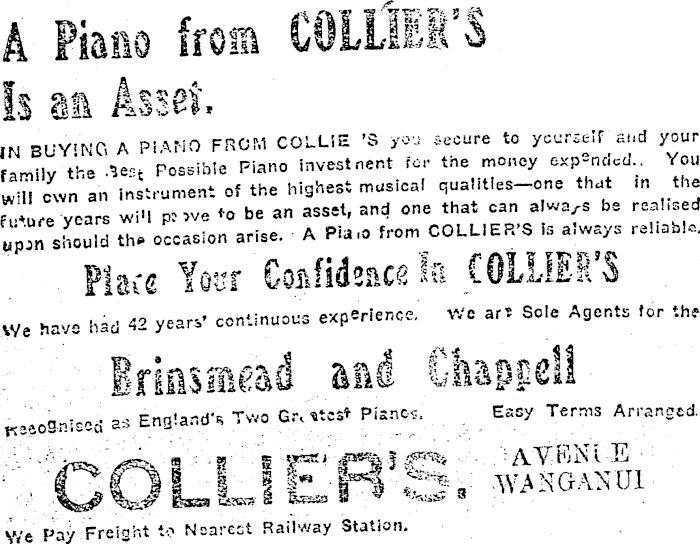 A Piano from COLLIER'S
Is an Asset.
IN BUYING A PIANO FROM COLLIE 'S you secure to yourself and your
family the Best Possible Piano investment for the money expended.. You
will own an instrument of the highest musical qualities—one that in the
future years will prove to be an asset, and one that can always be realised
upon should the occasion arise. A Piano from COLLIER'S is always reliable.
Place Your Confidence In COLLIER'S
We have had 42 years' continuous experience. We are Sole Agents for the
Brinsmead and Chappell
Recognised as England's Two Greatest Pianos. Easy Terms Arranged.
COLLIER'S. AVENUE
WANGANUI
We Pay Freight to Nearest Railway Station.